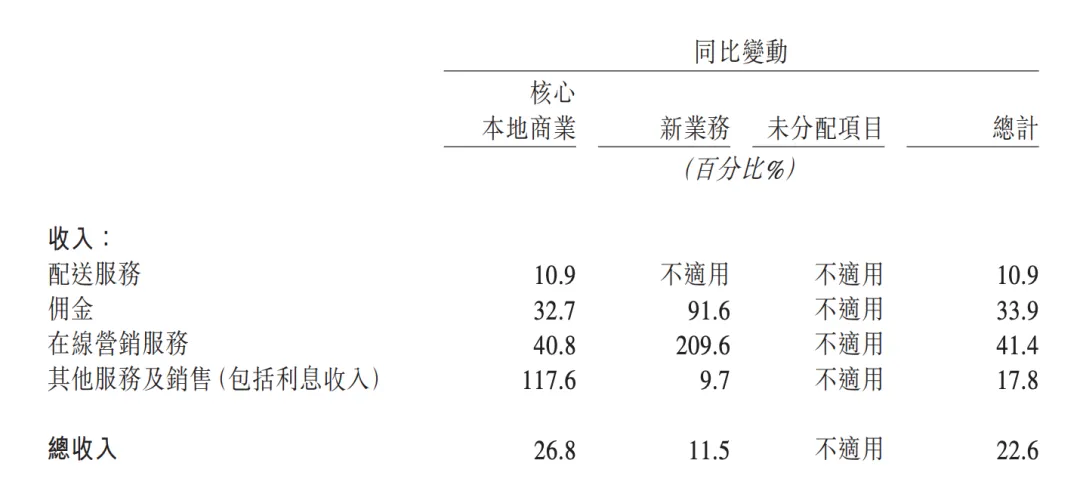 同比變動
核心
本地商業 新業務 未分配項目 總計
(百分比%)
收入：
配送服務 10.9 不適用 不適用 10.9
佣金 32.7 91.6 不適用 33.9
在線營銷服務 40.8 209.6 不適用 41.4
其他服務及銷售(包括利息收入) 117.6 9.7 不適用 17.8
總收入 26.8 11.5 不適用 22.6